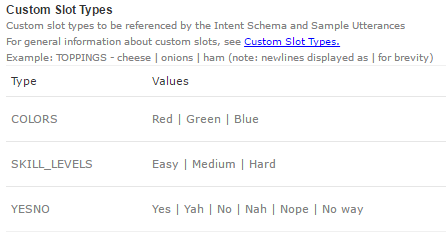 Custom Slot Types
Custom slot types to be referenced by the Intent Schema and Sample Utterances
For general information about custom slots, see Custom Slot Types.
Example: TOPPINGS - cheese | onions | ham (note: newlines displayed as | for brevity)
Type Values
COLORS Red | Green | Blue
SKILL_LEVELS Easy | Medium | Hard
YESNO Yes | Yah | No | Nah | Nope | No way